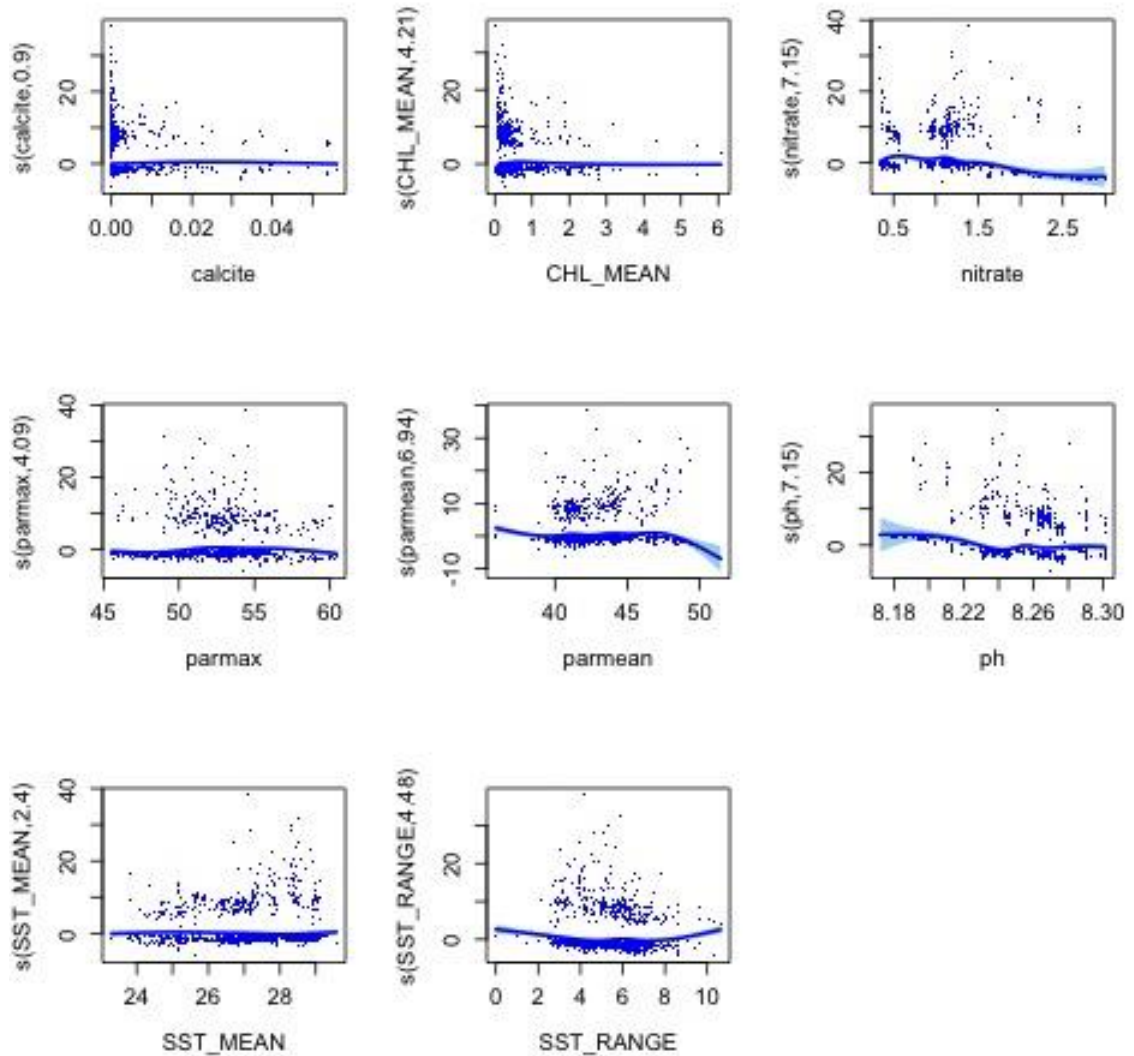 s(calcite,0.9)
20
0
0.00 0.02 0.04
calcite
s(CHL_MEAN,4.21)
20
0
0 1 2 3 4 5 6
CHL_MEAN
s(nitrate,7.15)
40
20
0
0.5 1.5 2.5
nitrate
s(parmax,4.09)
40
20
0
45 50 55 60
parmax
s(parmean,6.94)
30
10
-10
40 45 50
parmean
s(ph,7.15)
20
0
8.18 8.22 8.26 8.30
ph
s(SST_MEAN,2.4)
40
20
0
24 26 28
SST_MEAN
s(SST_RANGE,4.48)
20
0
0 2 4 6 8 10
SST_RANGE